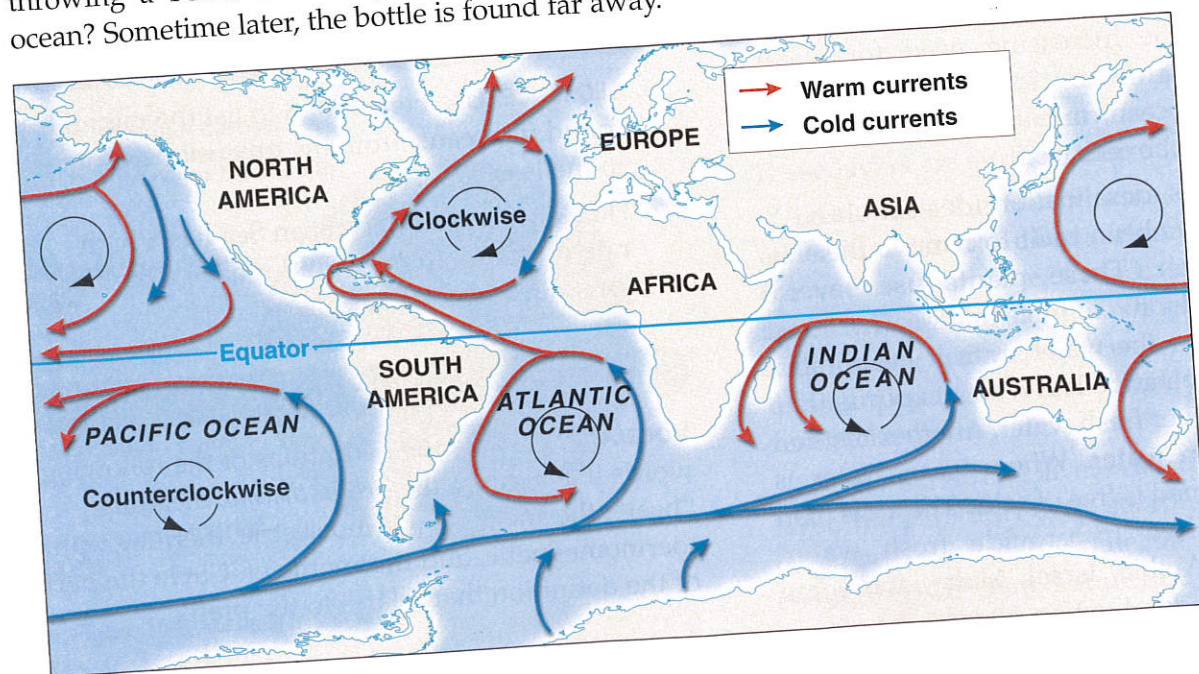 ocean? Sometime later, the bottle is found far away.
Warm currents
Cold currents
NORTH
AMERICA
EUROPE
ASIA
Clockwise
AFRICA
Equator
SOUTH
AMERICA
ATLANTIC
OCEAN
INDIAN
OCEAN
AUSTRALIA
PACIFIC OCEAN
Counterclockwise